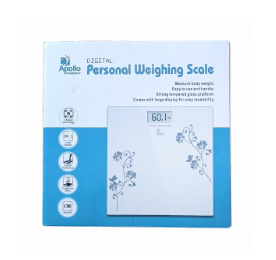 Apollo
PHARMACY
DIGITAL
Personal Weighing Scale
Measure body weight.
Easy to use and handle.
Strong tempered glass platform.
Comes with large display for easy readability.
60.1